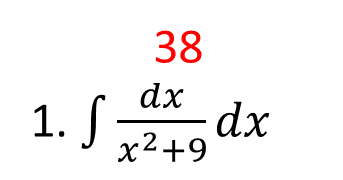 38
1. ∫ dx/(x²+9) dx